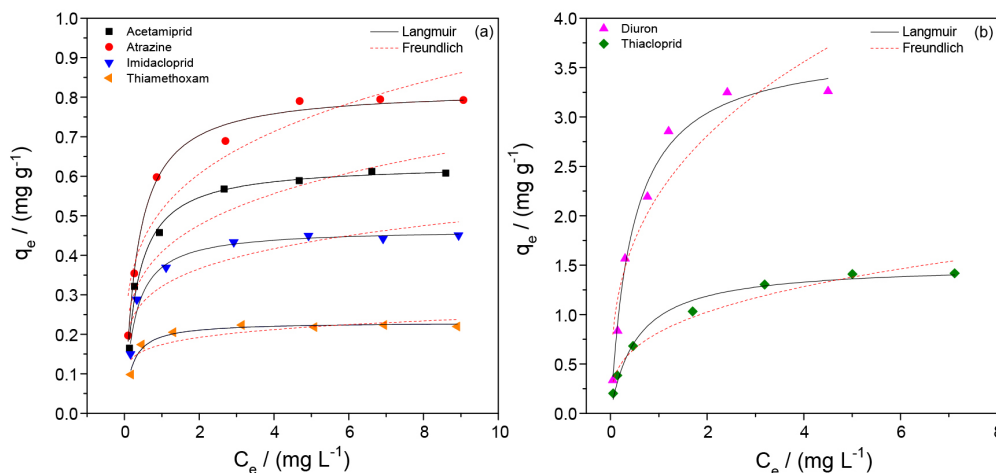 Acetamiprid
Atrazine
Imidacloprid
Thiamethoxam
Langmuir
Freundlich
(a)
1.0
0.9
0.8
0.7
0.6
0.5
0.4
0.3
0.2
0.1
0.0
q_e / (mg g⁻¹)
0 2 4 6 8 10
C_e / (mg L⁻¹)
Diuron
Thiacloprid
Langmuir
Freundlich
(b)
4.0
3.5
3.0
2.5
2.0
1.5
1.0
0.5
0.0
q_e / (mg g⁻¹)
0 2 4 6 8
C_e / (mg L⁻¹)